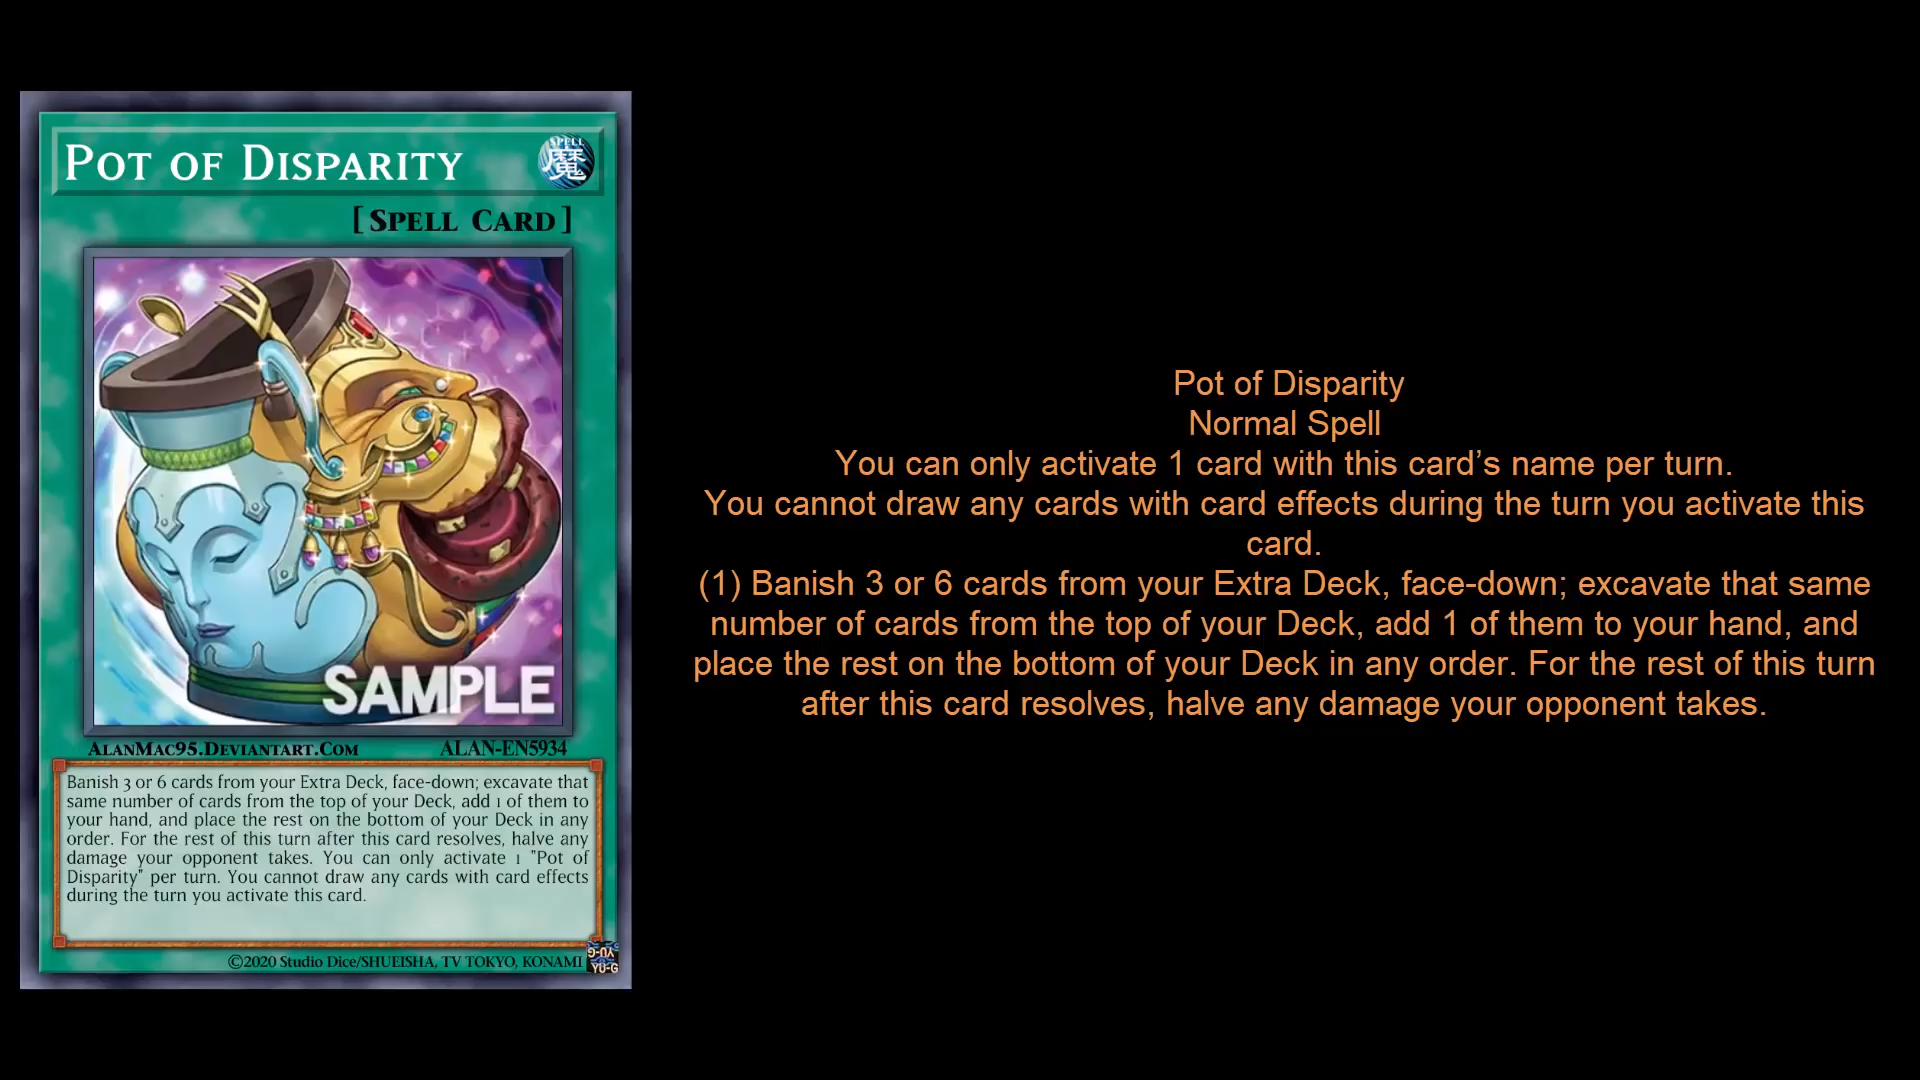 POT OF DISPARITY
SPELL
魔
[SPELL CARD]
SAMPLE
ALANMAC95.DEVIANTART.COM ALAN-EN5934
Banish 3 or 6 cards from your Extra Deck, face-down; excavate that
same number of cards from the top of your Deck, add 1 of them to
your hand, and place the rest on the bottom of your Deck in any
order. For the rest of this turn after this card resolves, halve any
damage your opponent takes. You can only activate 1 "Pot of
Disparity" per turn. You cannot draw any cards with card effects
during the turn you activate this card.
©2020 Studio Dice/SHUEISHA, TV TOKYO, KONAMI
Pot of Disparity
Normal Spell
You can only activate 1 card with this card’s name per turn.
You cannot draw any cards with card effects during the turn you activate this
card.
(1) Banish 3 or 6 cards from your Extra Deck, face-down; excavate that same
number of cards from the top of your Deck, add 1 of them to your hand, and
place the rest on the bottom of your Deck in any order. For the rest of this turn
after this card resolves, halve any damage your opponent takes.